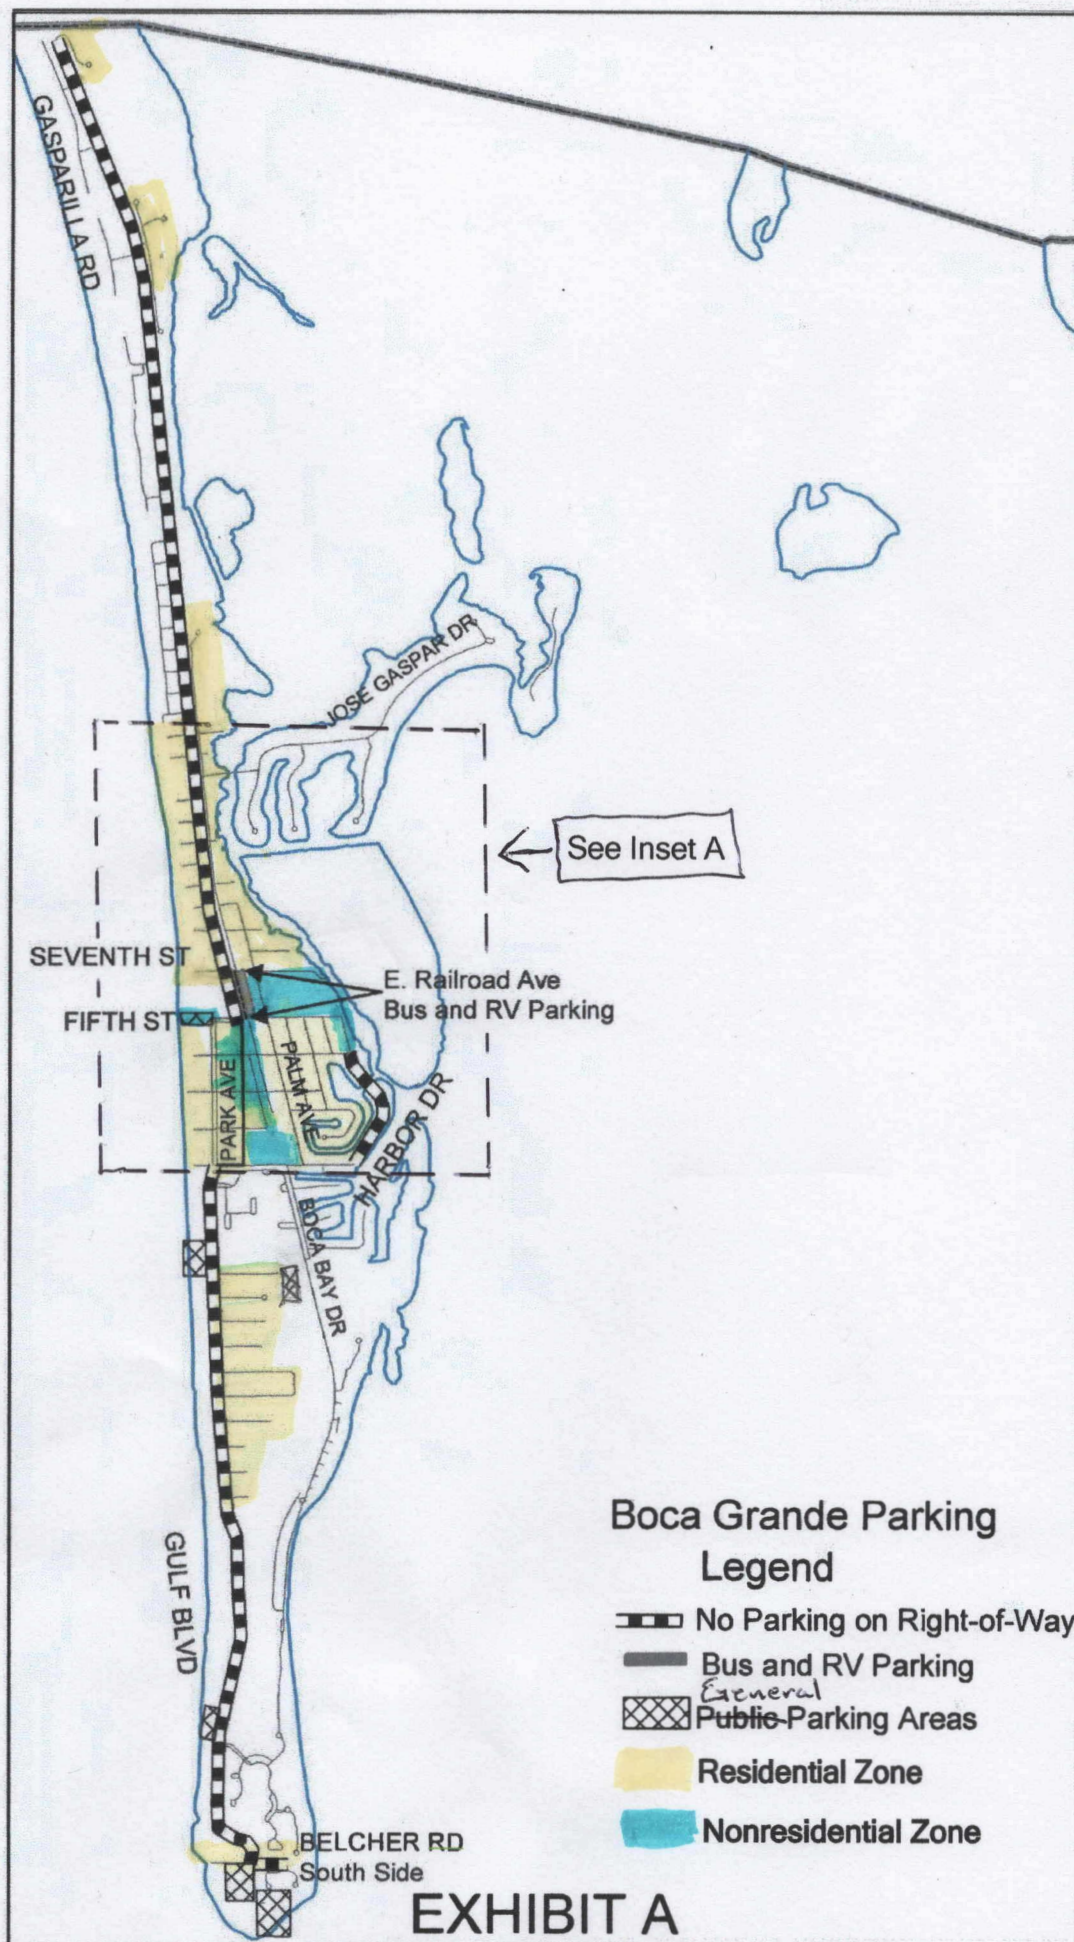 GASPARILLA RD
JOSE GASPAR DR
See Inset A
SEVENTH ST
E. Railroad Ave
Bus and RV Parking
FIFTH ST
PARK AVE
PALM AVE
HARBOR DR
BOCA BAY DR
GULF BLVD
Boca Grande Parking
Legend
No Parking on Right-of-Way
Bus and RV Parking
General
Public Parking Areas
Residential Zone
Nonresidential Zone
BELCHER RD
South Side
EXHIBIT A